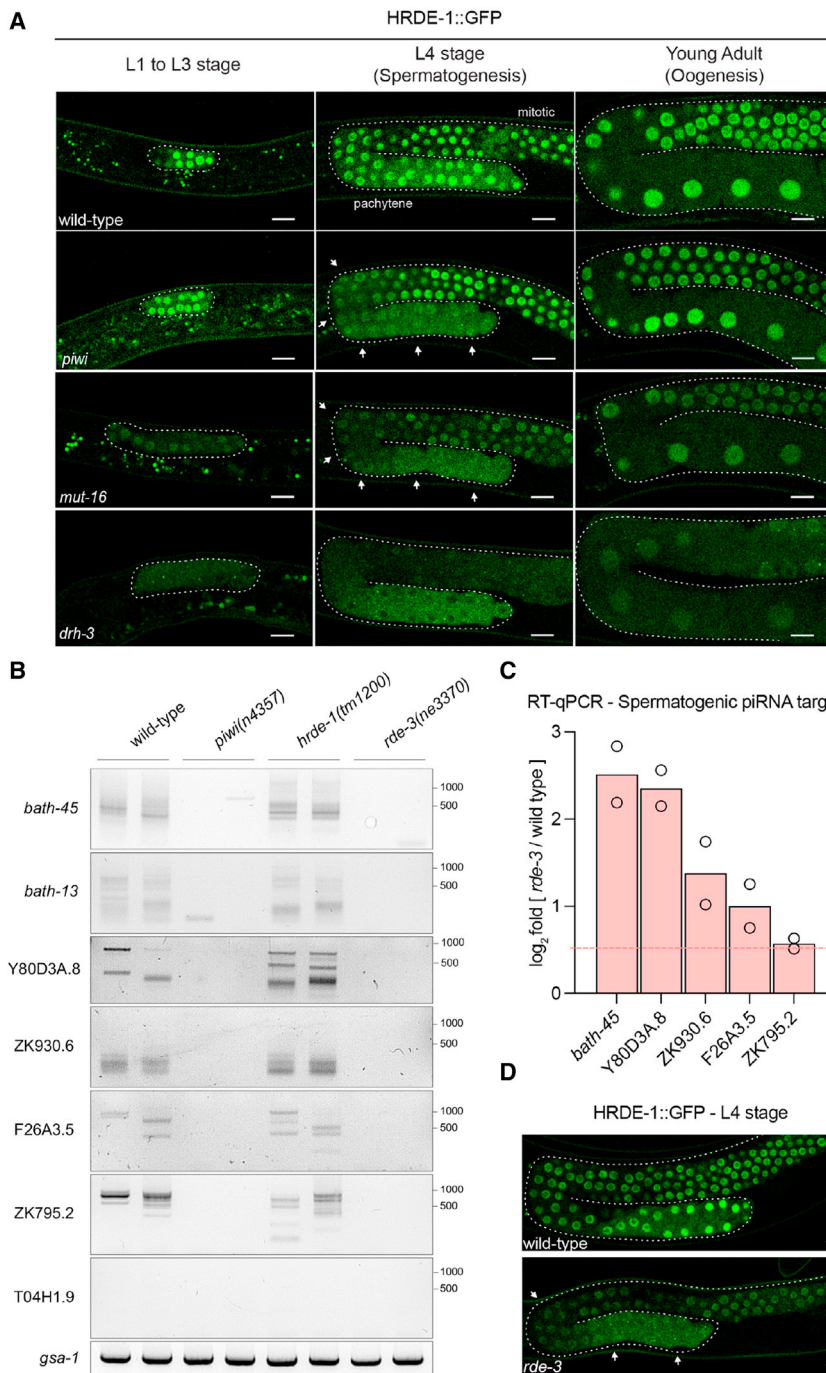 A
HRDE-1::GFP
L1 to L3 stage
L4 stage
(Spermatogenesis)
Young Adult
(Oogenesis)
mitotic
pachytene
wild-type
piwi
mut-16
drh-3
B
wild-type
piwi(n4357)
hrde-1(tm1200)
rde-3(ne3370)
bath-45
1000
500
bath-13
1000
500
Y80D3A.8
1000
500
ZK930.6
1000
500
F26A3.5
1000
500
ZK795.2
1000
500
T04H1.9
1000
500
gsa-1
C
RT-qPCR - Spermatogenic piRNA targ
log2 fold [ rde-3 / wild type ]
3
2
1
0
bath-45
Y80D3A.8
ZK930.6
F26A3.5
ZK795.2
D
HRDE-1::GFP - L4 stage
wild-type
rde-3